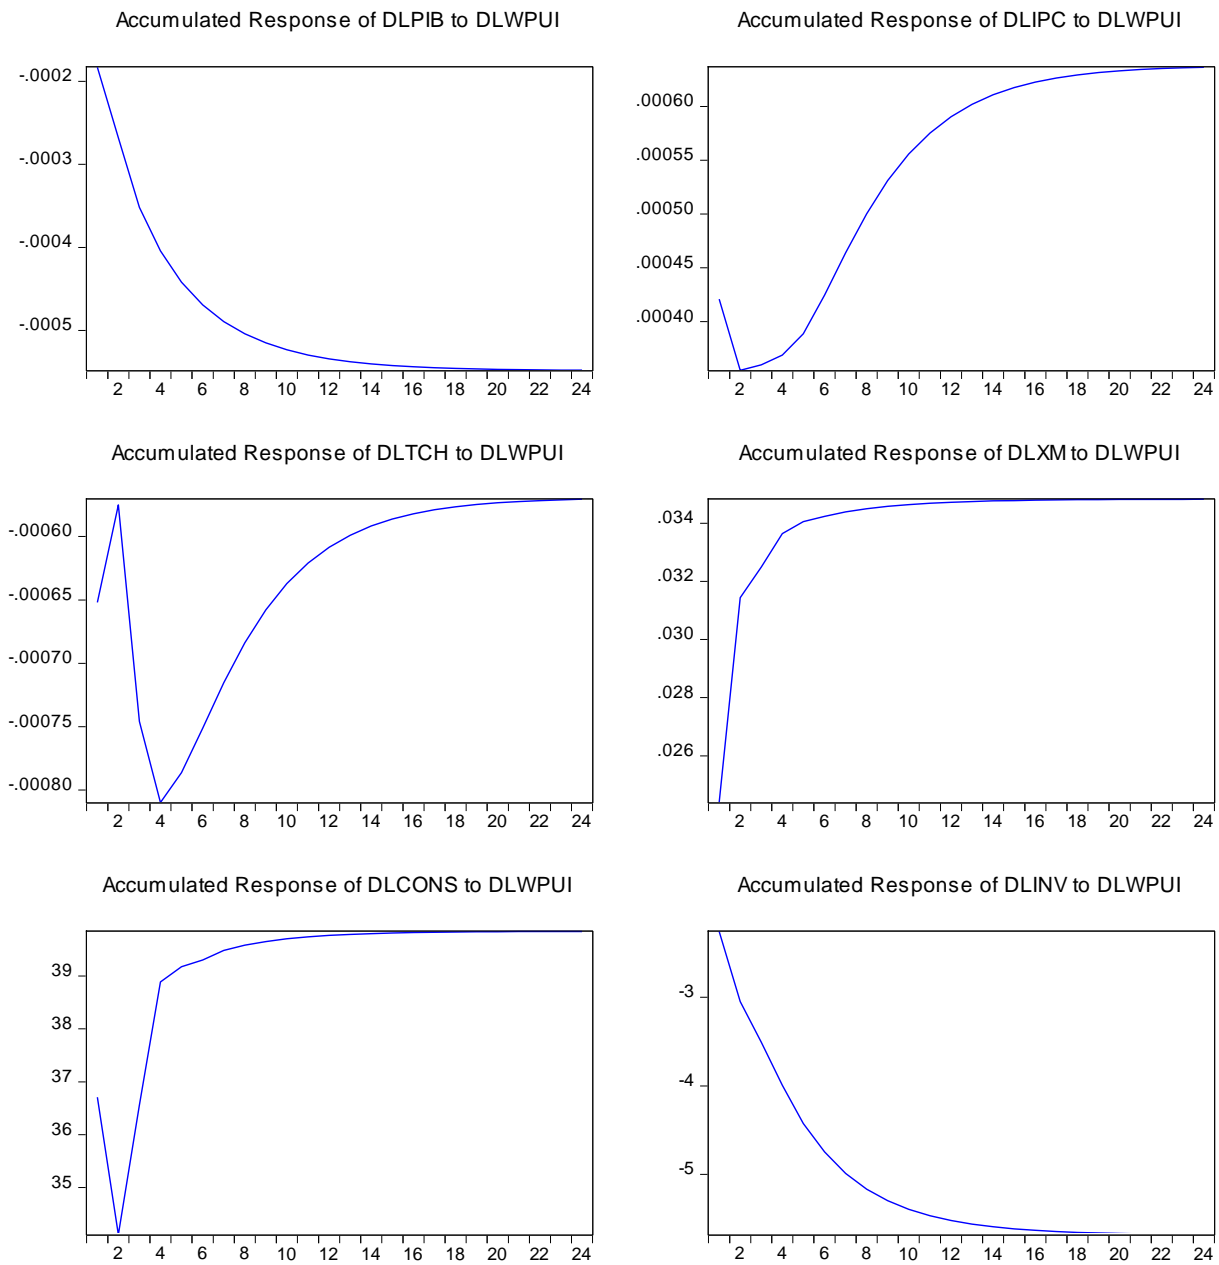 Accumulated Response of DLPIB to DLWPUI
-.0002
-.0003
-.0004
-.0005
2 4 6 8 10 12 14 16 18 20 22 24
Accumulated Response of DLIPC to DLWPUI
.00060
.00055
.00050
.00045
.00040
2 4 6 8 10 12 14 16 18 20 22 24
Accumulated Response of DLTCH to DLWPUI
-.00060
-.00065
-.00070
-.00075
-.00080
2 4 6 8 10 12 14 16 18 20 22 24
Accumulated Response of DLXM to DLWPUI
.034
.032
.030
.028
.026
2 4 6 8 10 12 14 16 18 20 22 24
Accumulated Response of DLCONS to DLWPUI
39
38
37
36
35
2 4 6 8 10 12 14 16 18 20 22 24
Accumulated Response of DLINV to DLWPUI
-3
-4
-5
2 4 6 8 10 12 14 16 18 20 22 24